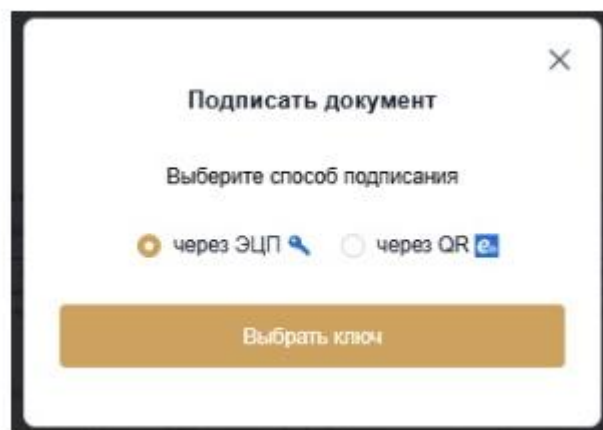 Подписать документ
Выберите способ подписания
через ЭЦП через QR
Выбрать ключ